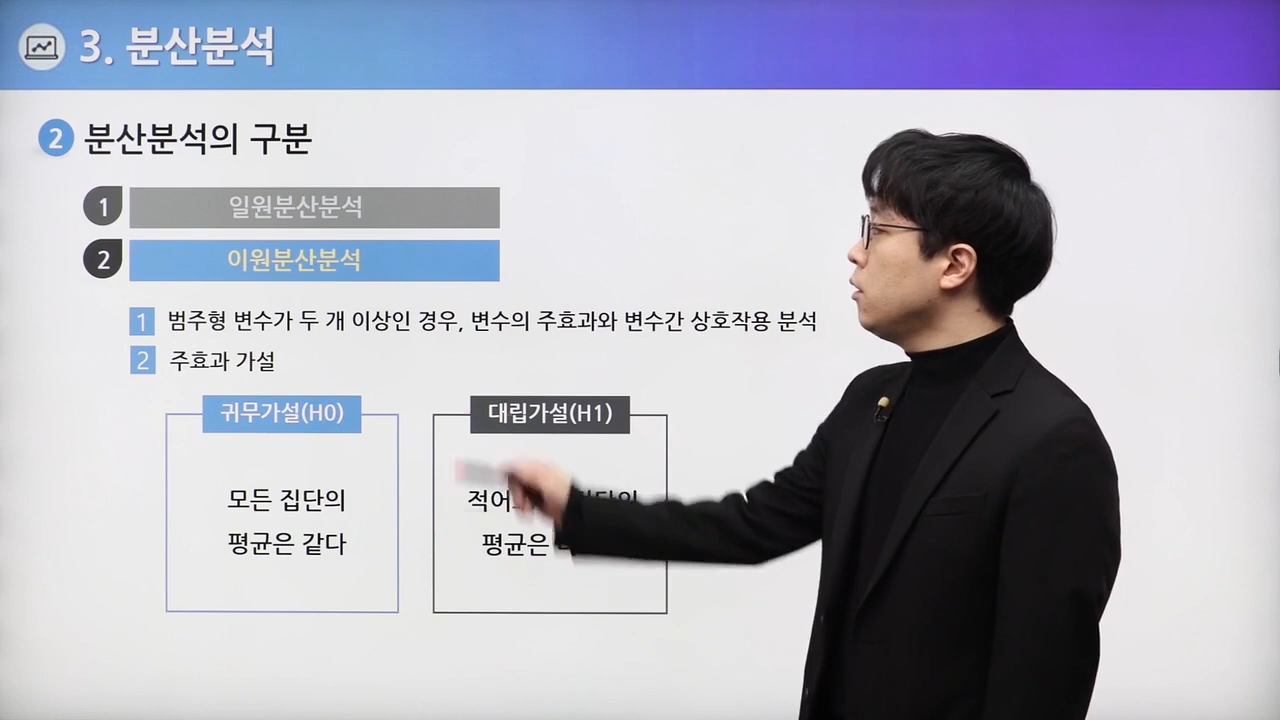 3. 분산분석
2 분산분석의 구분
1 일원분산분석
2 이원분산분석
1 범주형 변수가 두 개 이상인 경우, 변수의 주효과와 변수간 상호작용 분석
2 주효과 가설
귀무가설(H0)
모든 집단의
평균은 같다
대립가설(H1)
평균은